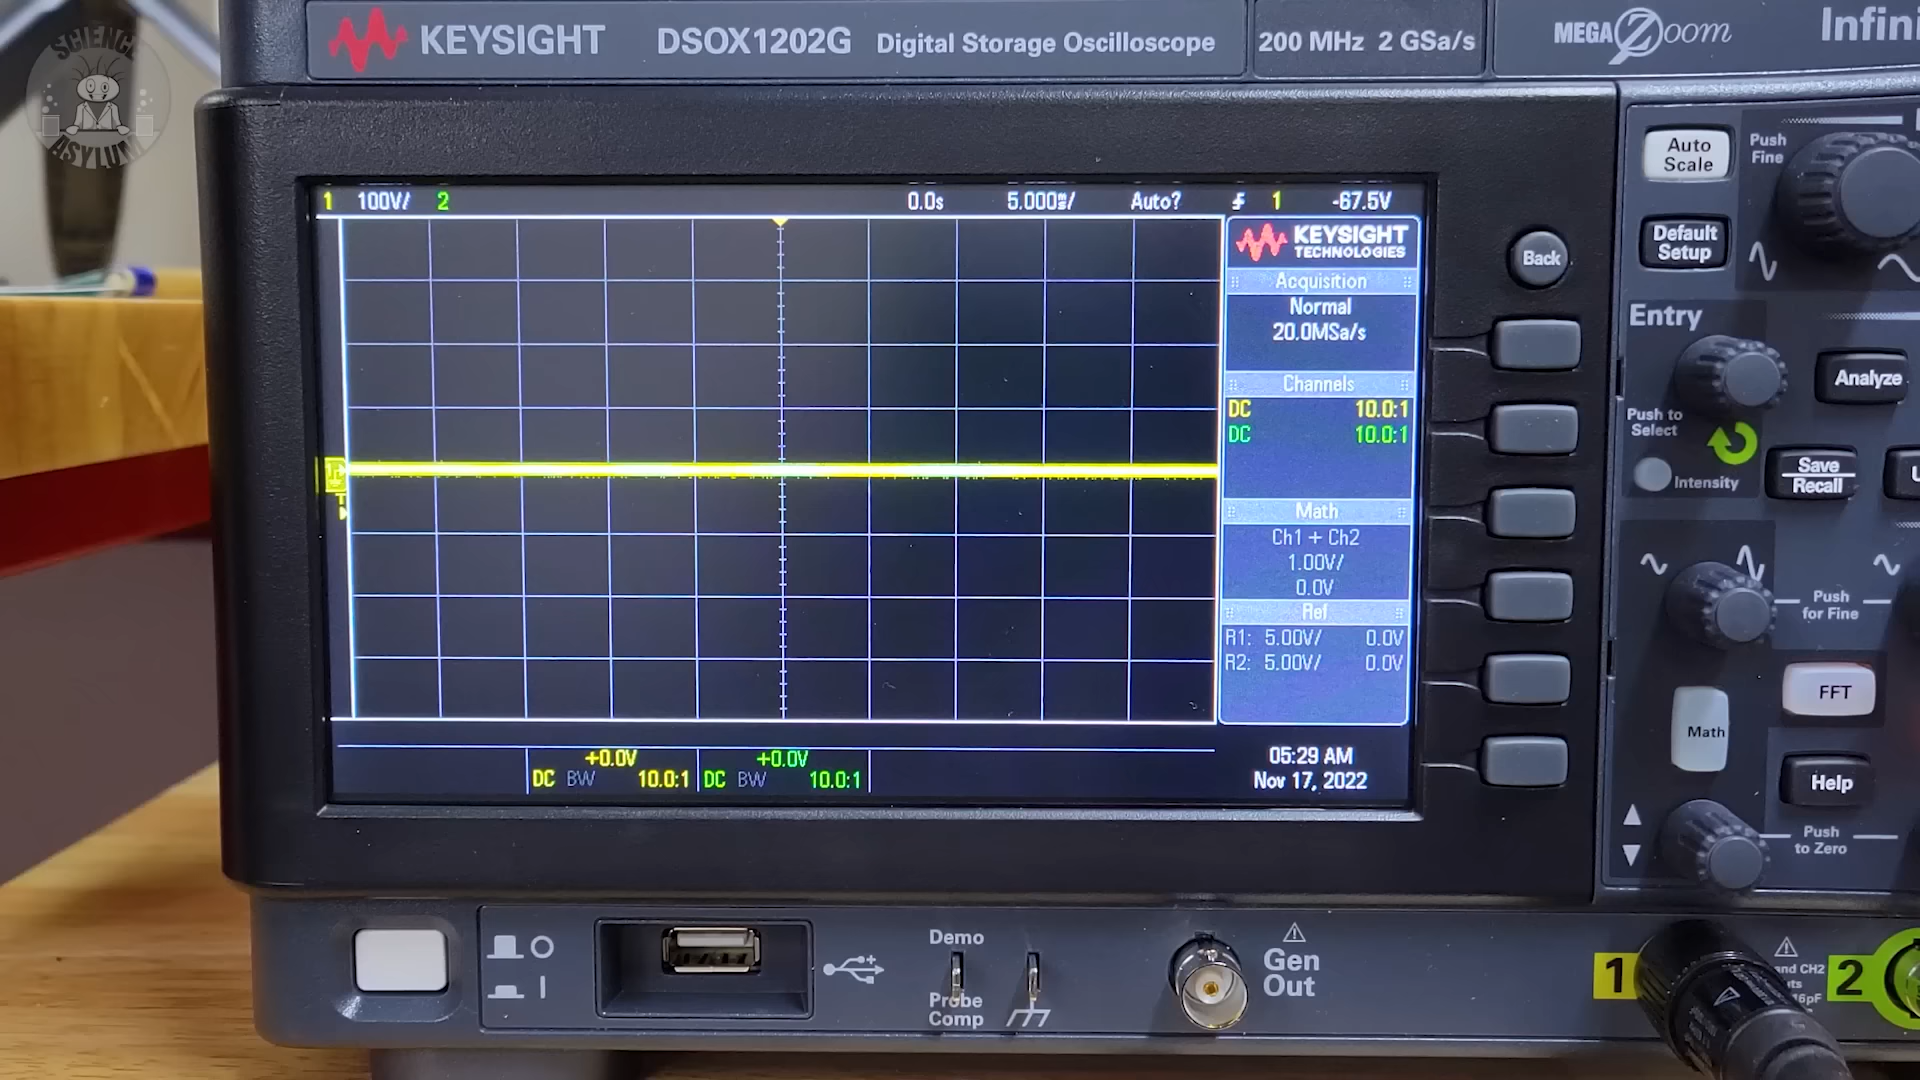 SCIENCE
ASYLUM
KEYSIGHT DSOX1202G Digital Storage Oscilloscope 200 MHz 2 GSa/s MEGA Zoom
1 100V/ 2 0.0s 5.000 Auto? 1 -67.5V
KEYSIGHT
TECHNOLOGIES
Acquisition
Normal
20.0MSa/s
Channels
DC 10.0:1
DC 10.0:1
Math
Ch1 + Ch2
1.00V/
0.0V
Ref
R1: 5.00V/ 0.0V
R2: 5.00V/ 0.0V
+0.0V
DC BW 10.0:1
+0.0V
DC BW 10.0:1
05:29 AM
Nov 17, 2022
Back
Auto
Scale
Push
Fine
Default
Setup
Entry
Analyze
Push to
Select
Intensity
Save
Recall
Push
for Fine
FFT
Math
Help
Push
to Zero
Demo
Probe
Comp
Gen
Out
1
CH2
2